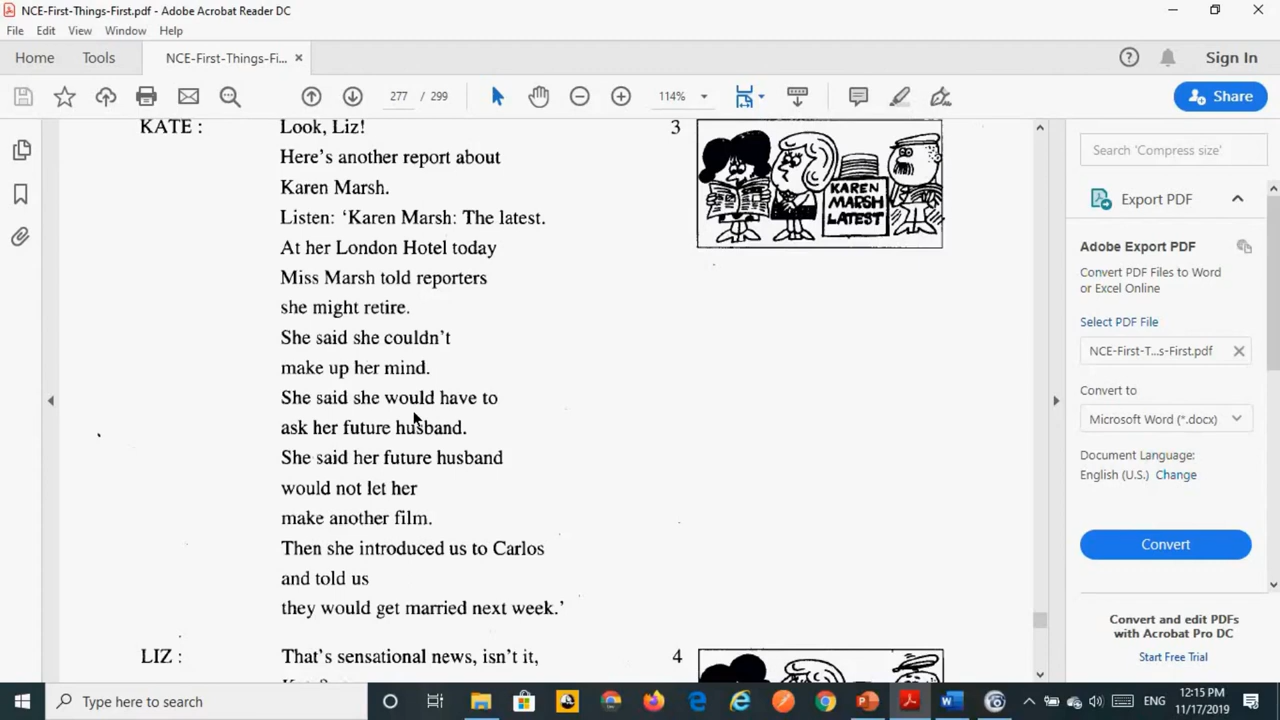 NCE-First-Things-First.pdf - Adobe Acrobat Reader DC
File Edit View Window Help
Home Tools NCE-First-Things-Fi... × Sign In
277 / 299 114% Share
KATE : Look, Liz!
Here's another report about
Karen Marsh.
Listen: 'Karen Marsh: The latest.
At her London Hotel today
Miss Marsh told reporters
she might retire.
She said she couldn't
make up her mind.
She said she would have to
ask her future husband.
She said her future husband
would not let her
make another film.
Then she introduced us to Carlos
and told us
they would get married next week.'
LIZ : That's sensational news, isn't it,
3
KAREN
MARSH
LATEST
4
Search 'Compress size'
Export PDF
Adobe Export PDF
Convert PDF Files to Word
or Excel Online
Select PDF File
NCE-First-T...s-First.pdf
Convert to
Microsoft Word (*.docx)
Document Language:
English (U.S.) Change
Convert
Convert and edit PDFs
with Acrobat Pro DC
Start Free Trial
Type here to search
ENG
12:15 PM
11/17/2019